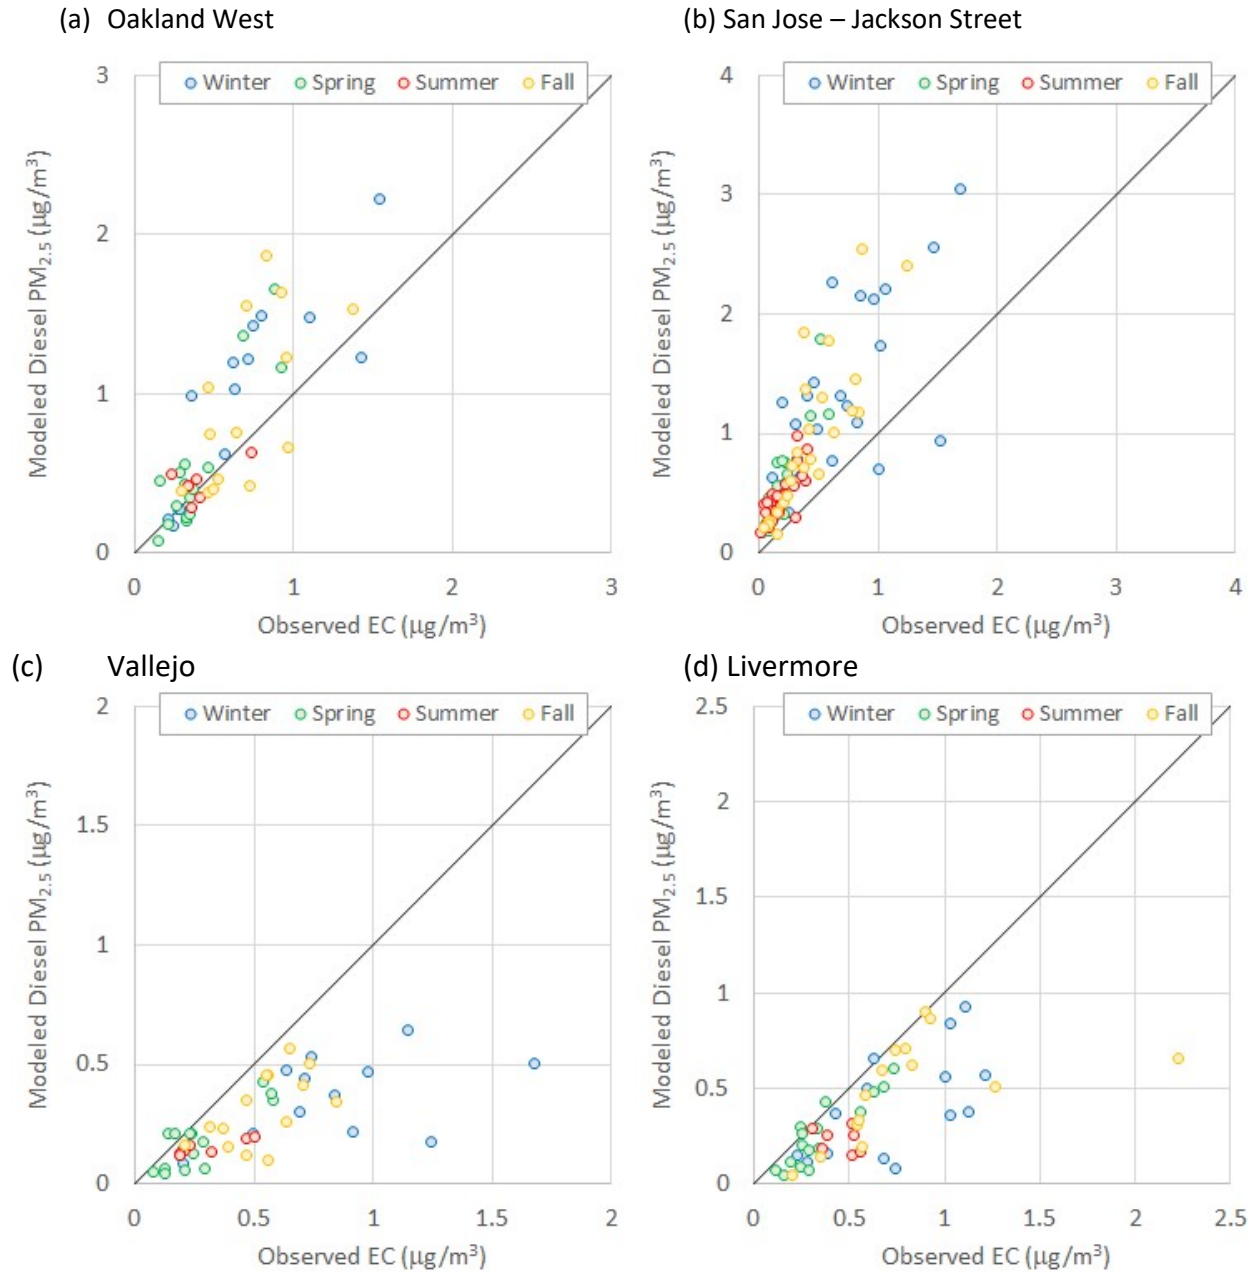 (a) Oakland West
Winter Spring Summer Fall
3
2
1
0
0 1 2 3
Modeled Diesel PM2.5 (µg/m³)
Observed EC (µg/m³)
(b) San Jose – Jackson Street
Winter Spring Summer Fall
4
3
2
1
0
0 1 2 3 4
Modeled Diesel PM2.5 (µg/m³)
Observed EC (µg/m³)
(c) Vallejo
Winter Spring Summer Fall
2
1.5
1
0.5
0
0 0.5 1 1.5 2
Modeled Diesel PM2.5 (µg/m³)
Observed EC (µg/m³)
(d) Livermore
Winter Spring Summer Fall
2.5
2
1.5
1
0.5
0
0 0.5 1 1.5 2 2.5
Modeled Diesel PM2.5 (µg/m³)
Observed EC (µg/m³)